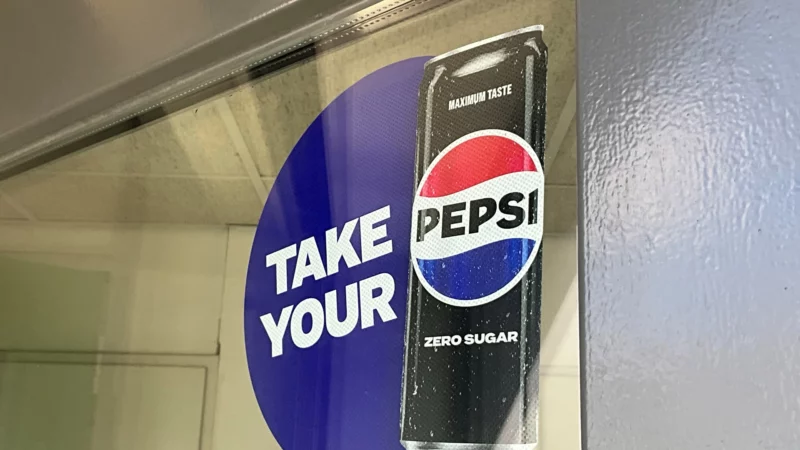 TAKE
YOUR
MAXIMUM TASTE
PEPSI
ZERO SUGAR